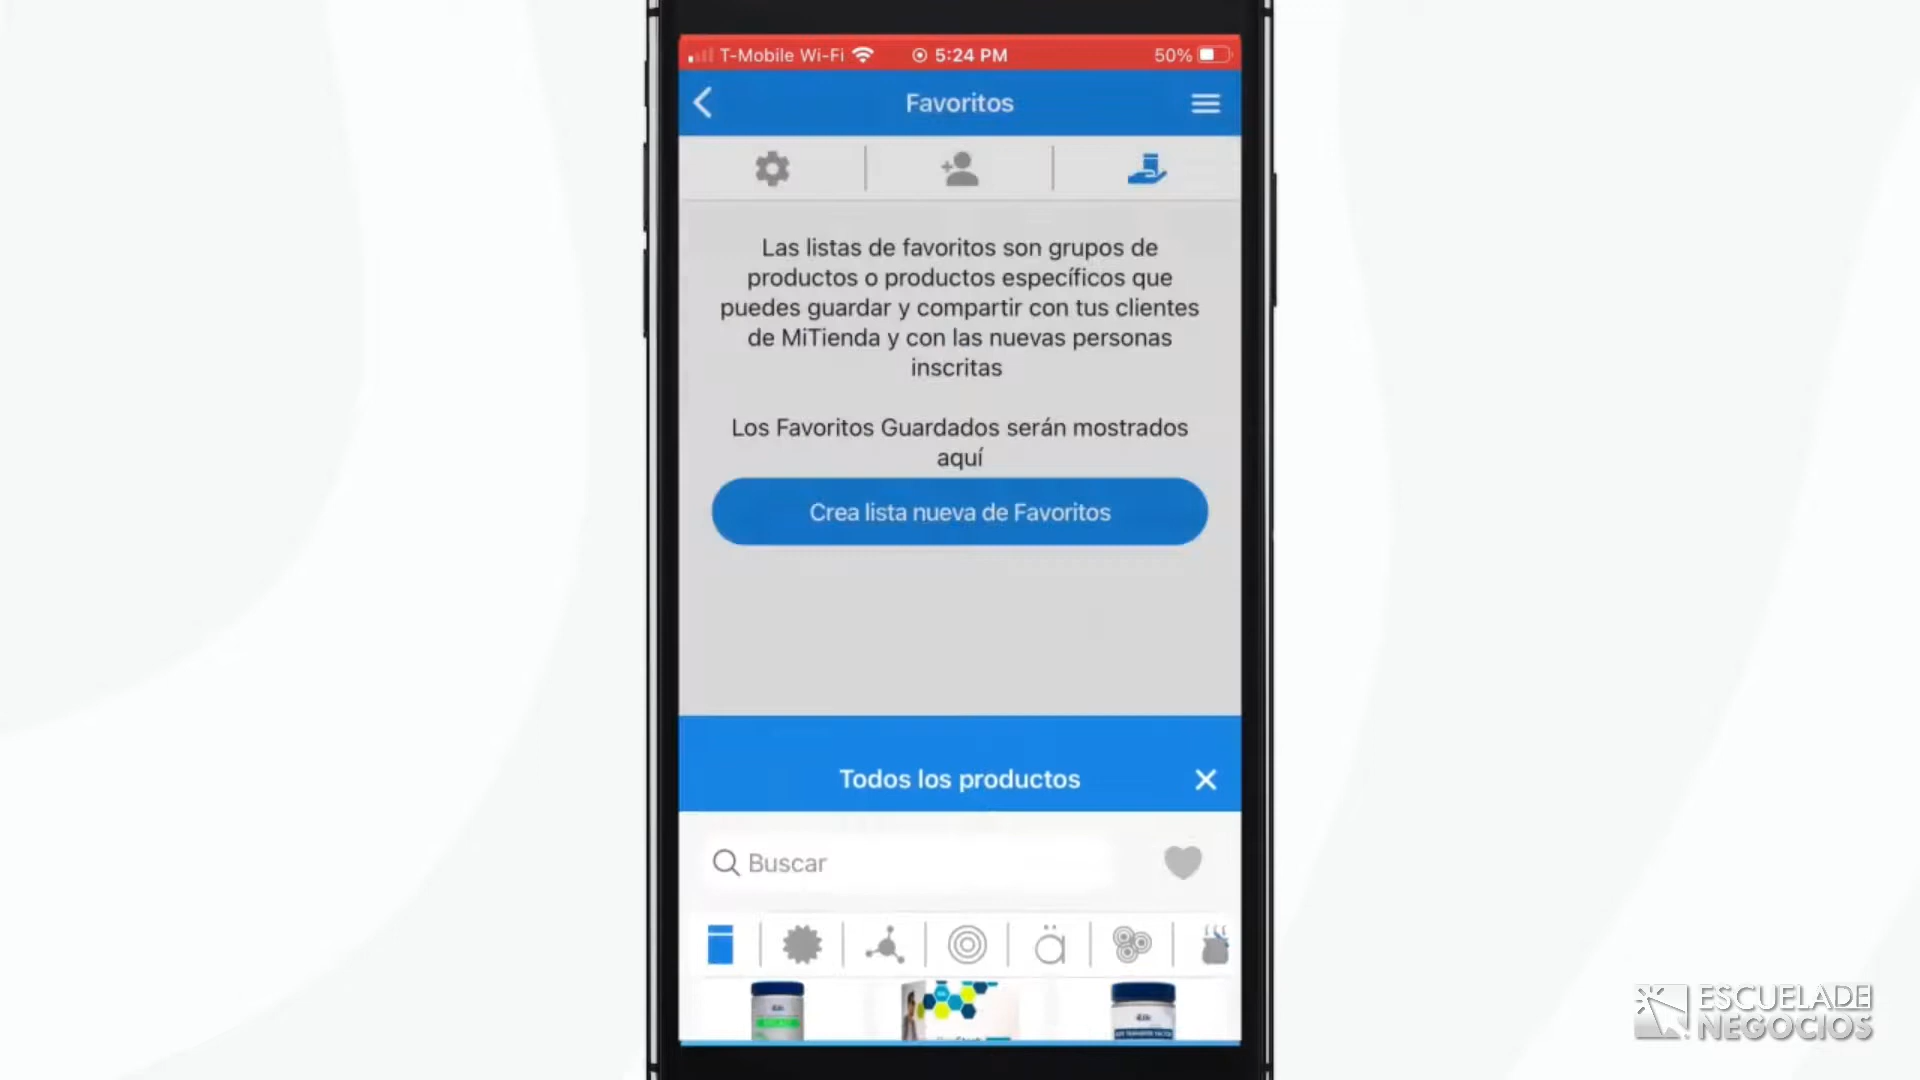 T-Mobile Wi-Fi 5:24 PM 50%
Favoritos
Las listas de favoritos son grupos de
productos o productos específicos que
puedes guardar y compartir con tus clientes
de MiTienda y con las nuevas personas
inscritas
Los Favoritos Guardados serán mostrados
aquí
Crea lista nueva de Favoritos
Todos los productos
Buscar
ä
ESCUELA DE
NEGOCIOS